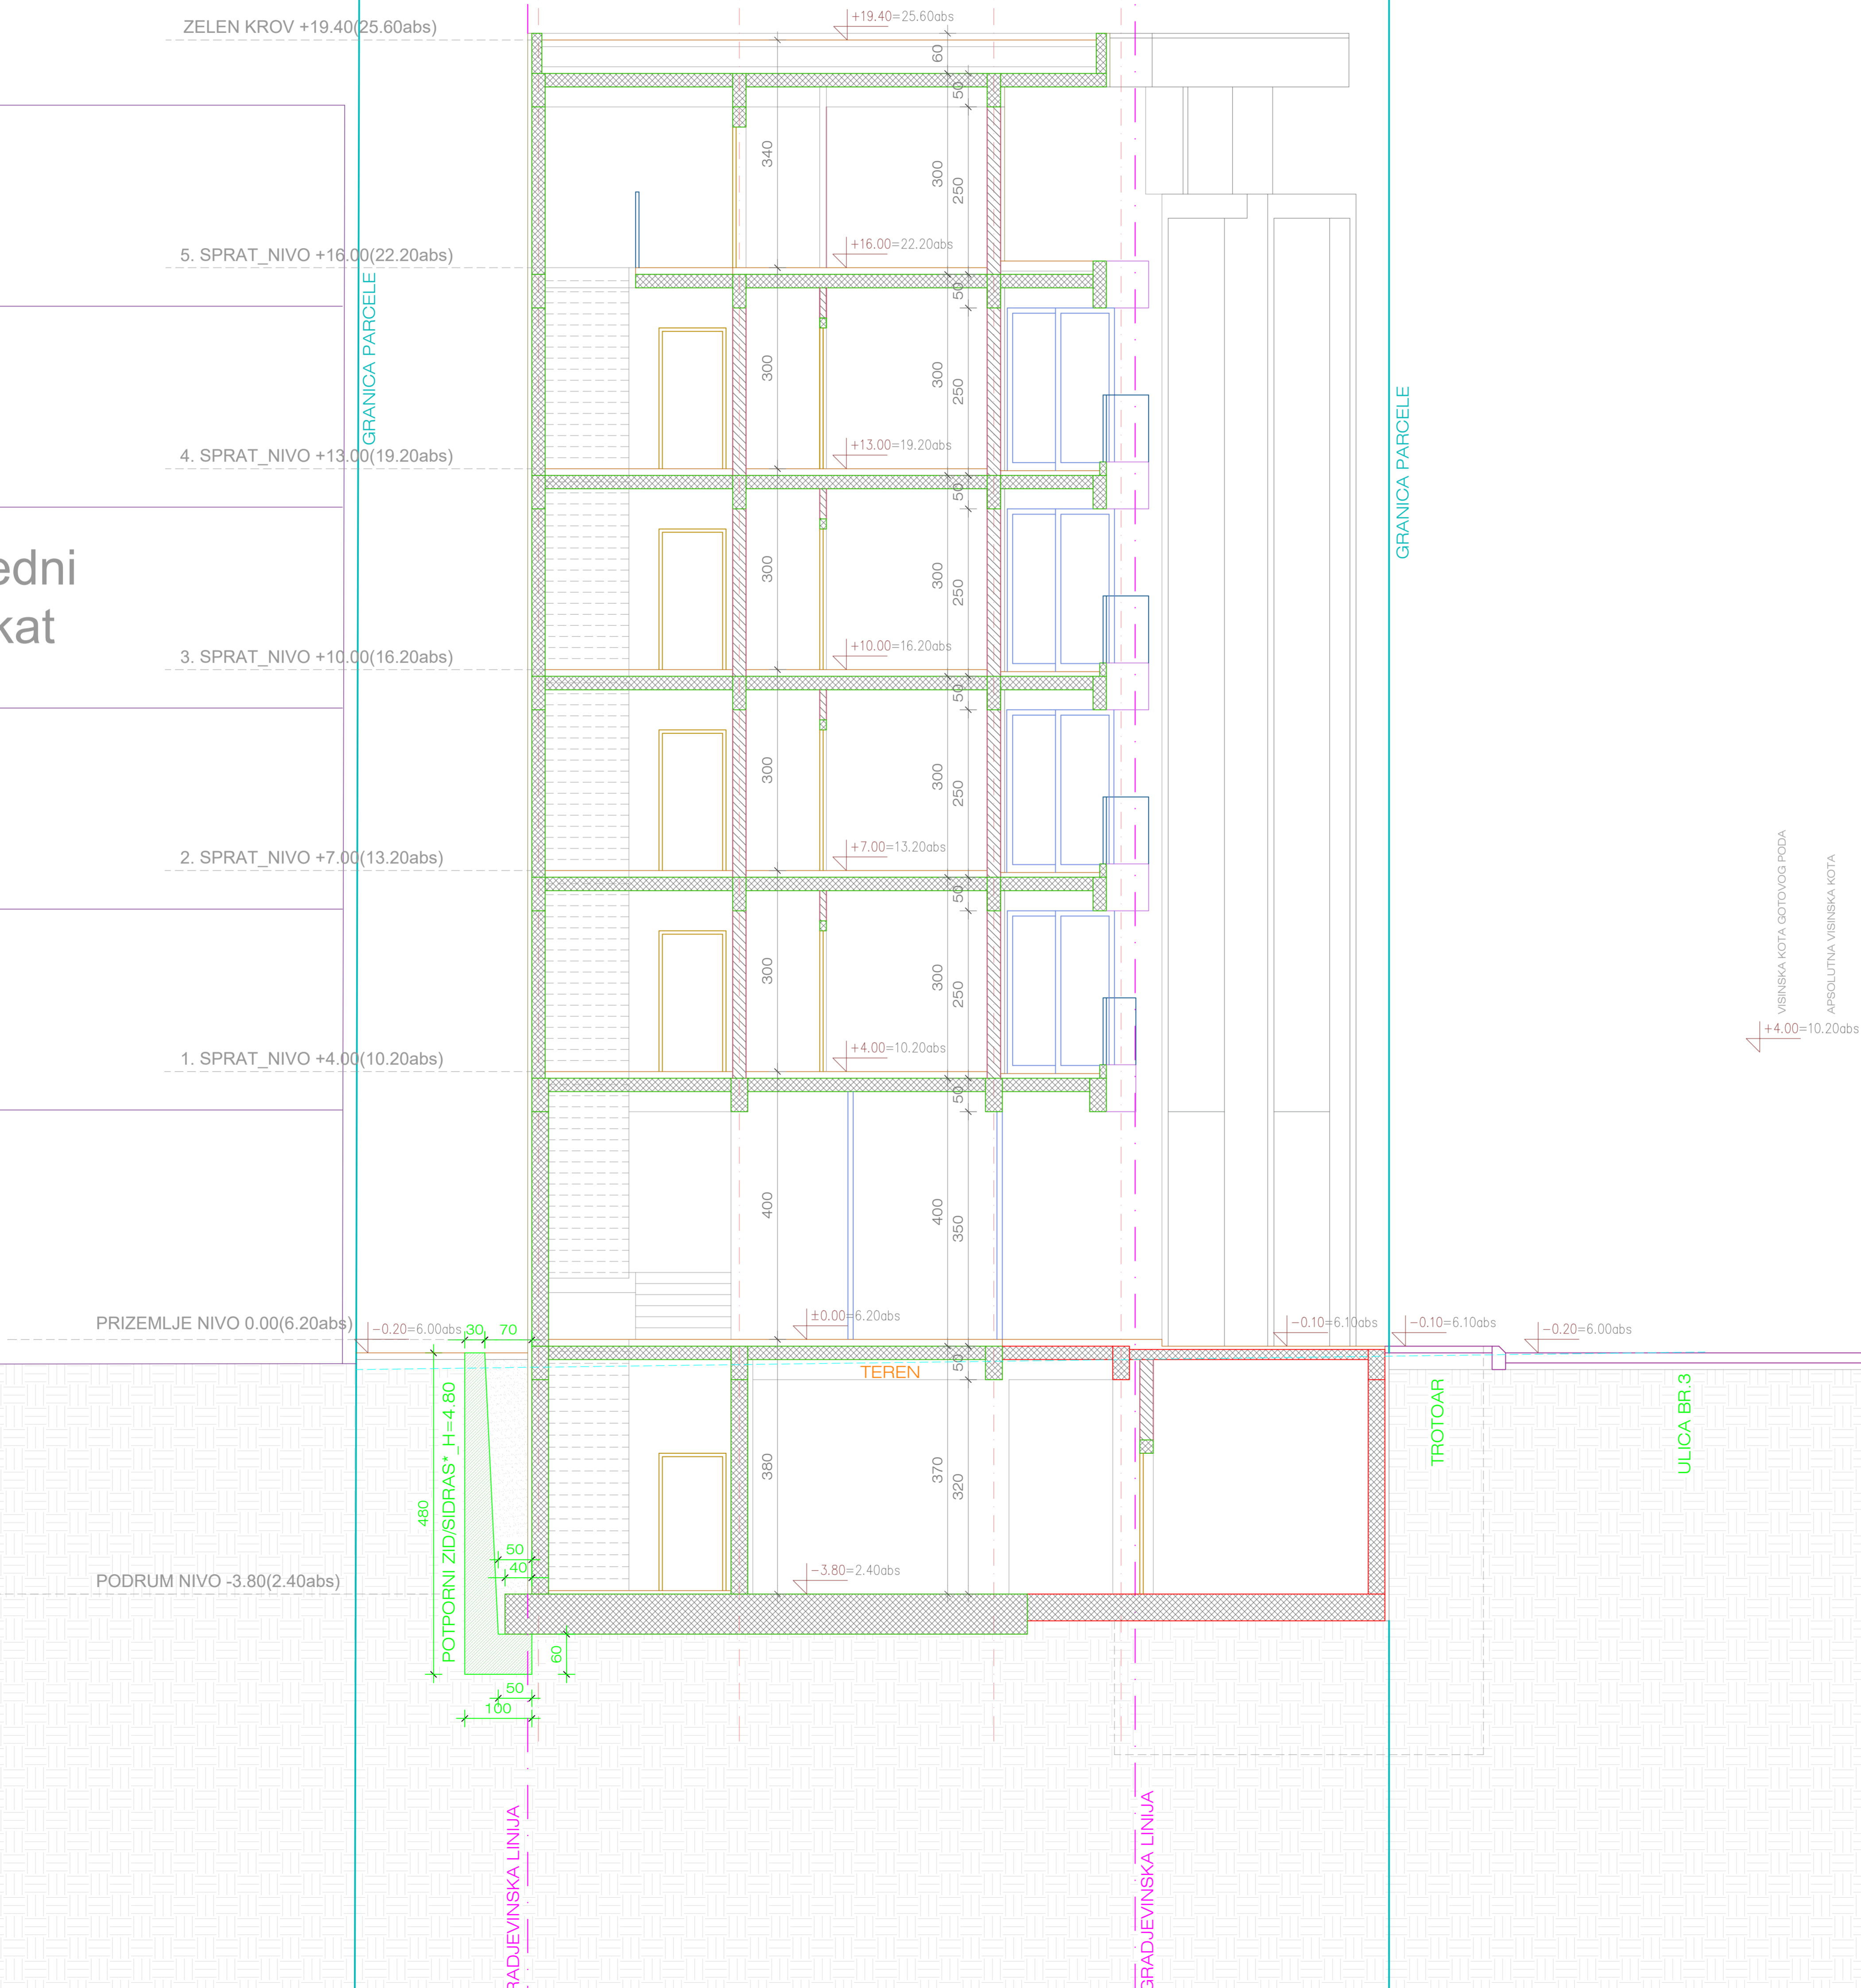 ZELEN KROV +19.40(25.60abs)
+19.40=25.60abs
60
50
340
300
250
5. SPRAT_NIVO +16.00(22.20abs)
+16.00=22.20abs
GRANICA PARCELE
50
300
300
250
GRANICA PARCELE
4. SPRAT_NIVO +13.00(19.20abs)
+13.00=19.20abs
50
edni
kat
300
300
250
3. SPRAT_NIVO +10.00(16.20abs)
+10.00=16.20abs
50
300
300
250
2. SPRAT_NIVO +7.00(13.20abs)
+7.00=13.20abs
50
300
300
250
VISINSKA KOTA GOTOVOG PODA
APSOLUTNA VISINSKA KOTA
+4.00=10.20abs
1. SPRAT_NIVO +4.00(10.20abs)
+4.00=10.20abs
50
400
400
350
PRIZEMLJE NIVO 0.00(6.20abs)
-0.20=6.00abs
30
70
±0.00=6.20abs
-0.10=6.10abs
-0.10=6.10abs
-0.20=6.00abs
TEREN
50
TROTOAR
ULICA BR.3
480
POTPORNI ZID/SIDRAS*_H=4.80
380
370
320
50
40
PODRUM NIVO -3.80(2.40abs)
-3.80=2.40abs
60
50
100
RADJEVINSKA LINIJA
GRADJEVINSKA LINIJA